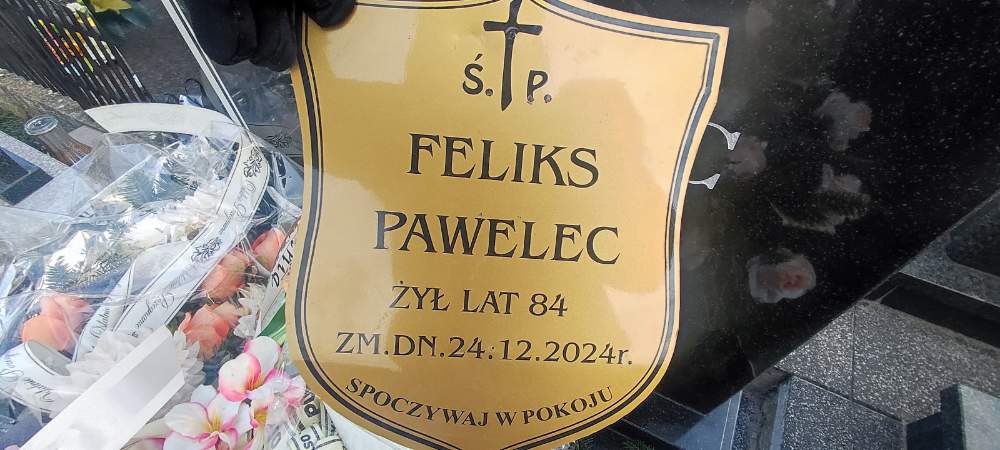 Ś. P.
FELIKS
PAWELEC
ŻYŁ LAT 84
ZM.DN.24.12.2024r.
SPOCZYWAJ W POKOJU
C